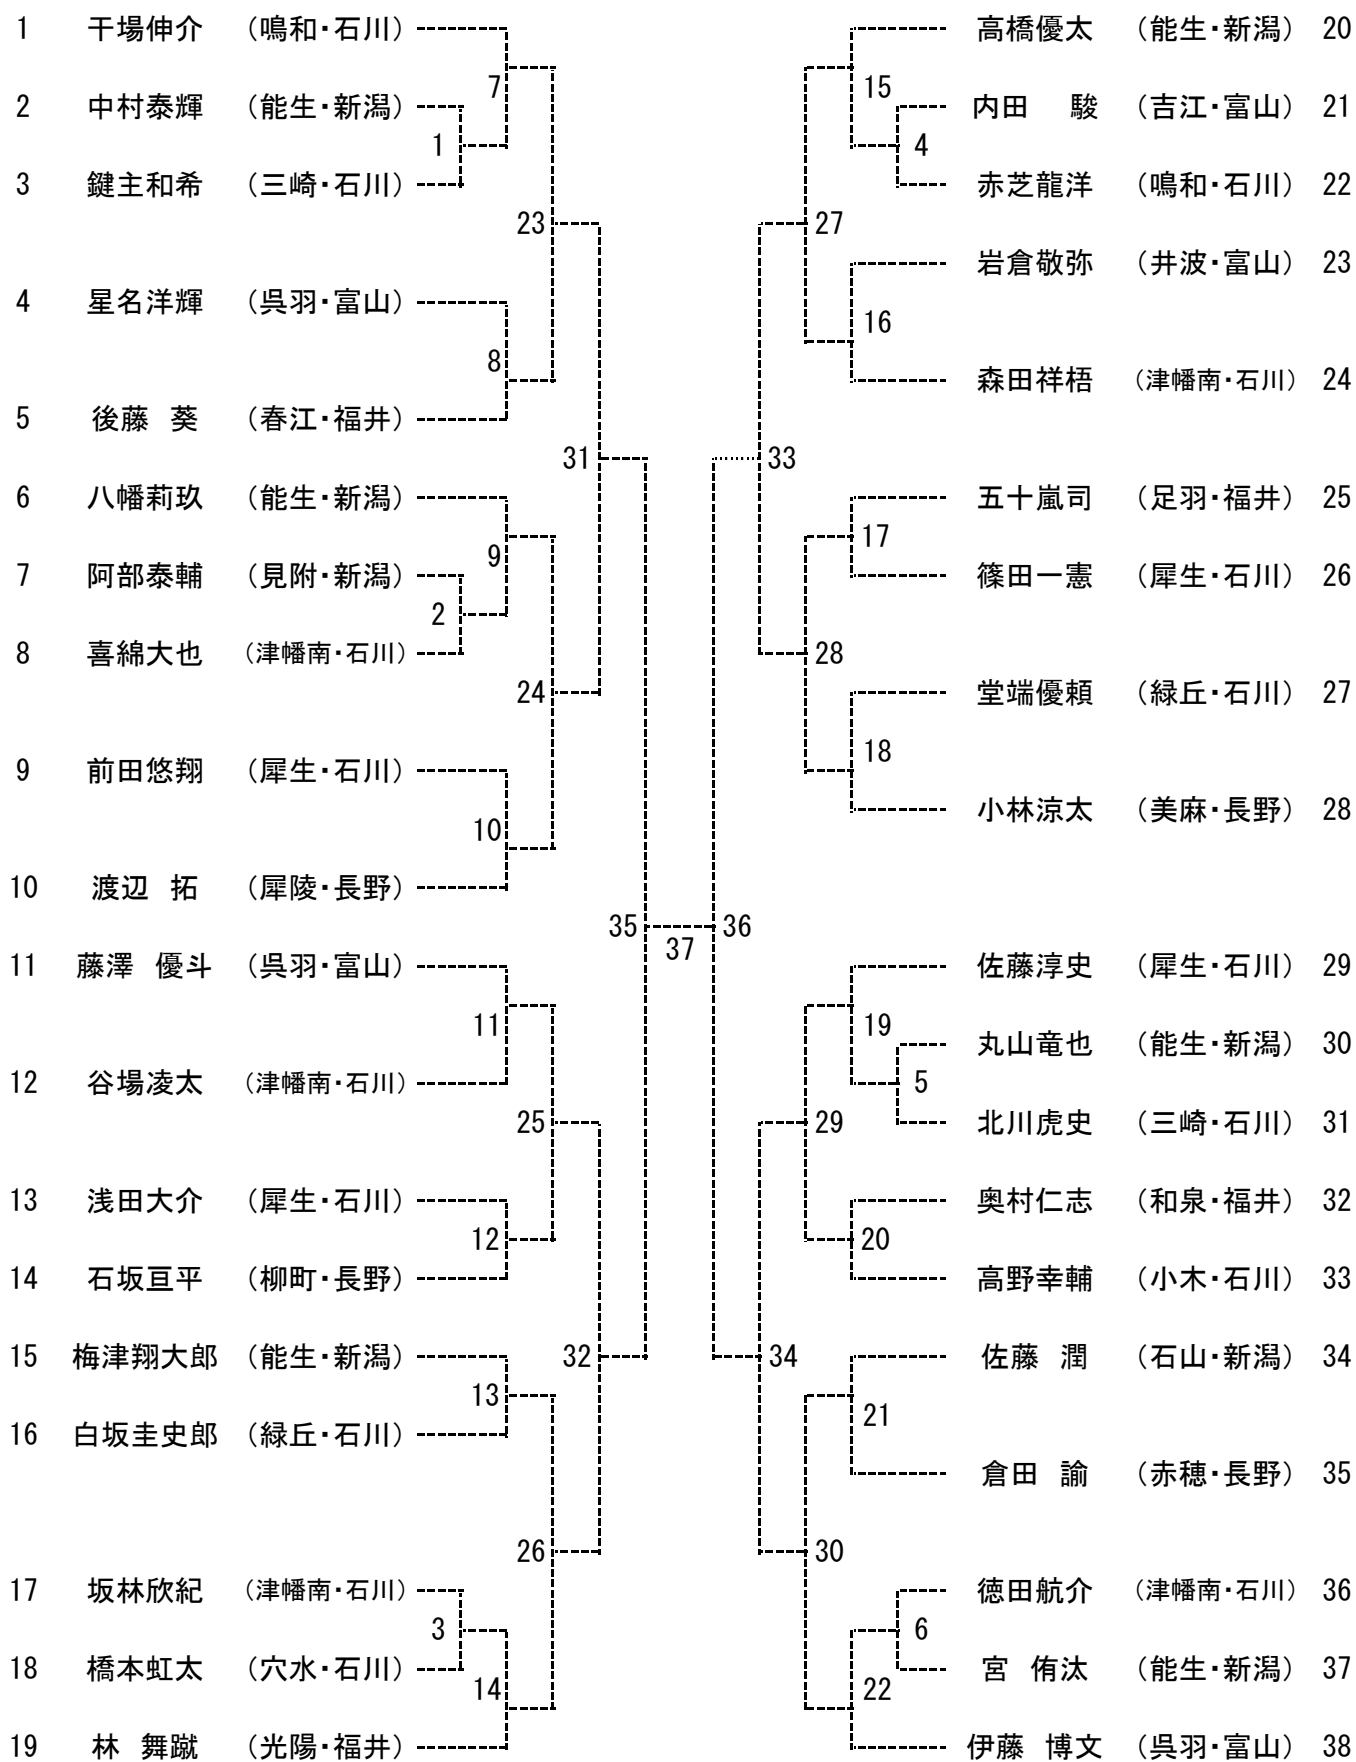 1 干場伸介 （鳴和・石川）
7
2 中村泰輝 （能生・新潟）
1
3 鍵主和希 （三崎・石川）
23
4 星名洋輝 （呉羽・富山）
8
5 後藤 葵 （春江・福井）
31
6 八幡莉玖 （能生・新潟）
9
7 阿部泰輔 （見附・新潟）
2
8 喜綿大也 （津幡南・石川）
24
9 前田悠翔 （犀生・石川）
10
10 渡辺 拓 （犀陵・長野）
35
11 藤澤 優斗 （呉羽・富山）
11
12 谷場凌太 （津幡南・石川）
25
13 浅田大介 （犀生・石川）
12
14 石坂亘平 （柳町・長野）
15 梅津翔大郎 （能生・新潟）
32
13
16 白坂圭史郎 （緑丘・石川）
26
17 坂林欣紀 （津幡南・石川）
3
18 橋本虹太 （穴水・石川）
14
19 林 舞蹴 （光陽・福井）
37
高橋優太 （能生・新潟） 20
15
内田 駿 （吉江・富山） 21
4
赤芝龍洋 （鳴和・石川） 22
27
岩倉敬弥 （井波・富山） 23
16
森田祥梧 （津幡南・石川） 24
33
五十嵐司 （足羽・福井） 25
17
篠田一憲 （犀生・石川） 26
28
堂端優頼 （緑丘・石川） 27
18
小林涼太 （美麻・長野） 28
36
佐藤淳史 （犀生・石川） 29
19
丸山竜也 （能生・新潟） 30
5
北川虎史 （三崎・石川） 31
29
奥村仁志 （和泉・福井） 32
20
高野幸輔 （小木・石川） 33
34
佐藤 潤 （石山・新潟） 34
21
倉田 諭 （赤穂・長野） 35
30
徳田航介 （津幡南・石川） 36
6
宮 侑汰 （能生・新潟） 37
22
伊藤 博文 （呉羽・富山） 38